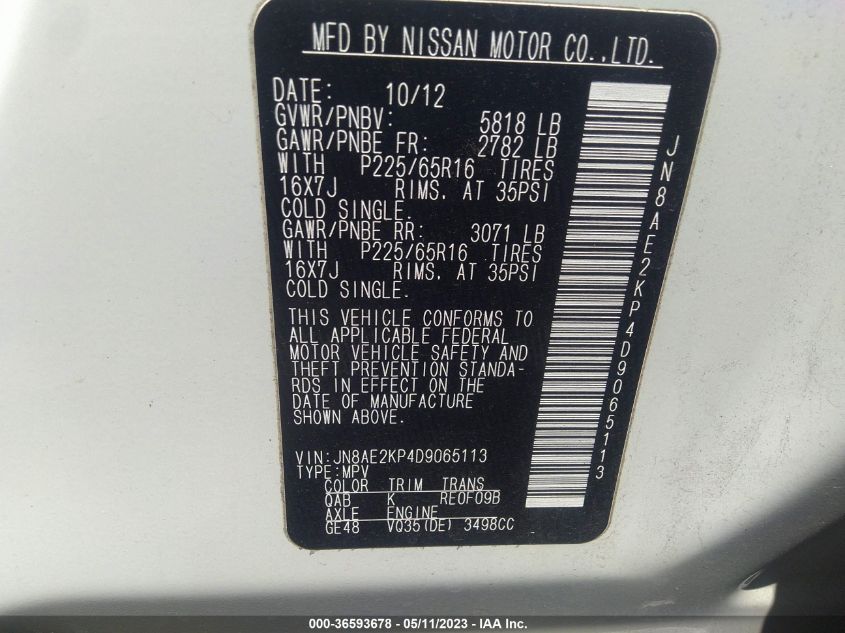 MFD BY NISSAN MOTOR CO.,LTD.
DATE: 10/12
GVWR/PNBV: 5818 LB
GAWR/PNBE FR: 2782 LB
WITH P225/65R16 TIRES
16X7J RIMS, AT 35PSI
COLD SINGLE.
GAWR/PNBE RR: 3071 LB
WITH P225/65R16 TIRES
16X7J RIMS, AT 35PSI
COLD SINGLE.
THIS VEHICLE CONFORMS TO
ALL APPLICABLE FEDERAL
MOTOR VEHICLE SAFETY AND
THEFT PREVENTION STANDA-
RDS IN EFFECT ON THE
DATE OF MANUFACTURE
SHOWN ABOVE.
VIN:JN8AE2KP4D9065113
TYPE:MPV
COLOR TRIM TRANS
QAB K RE0F09B
AXLE ENGINE
GE48 VQ35(DE) 3498CC
JN8AE2KP4D9065113
000-36593678 - 05/11/2023 - IAA Inc.